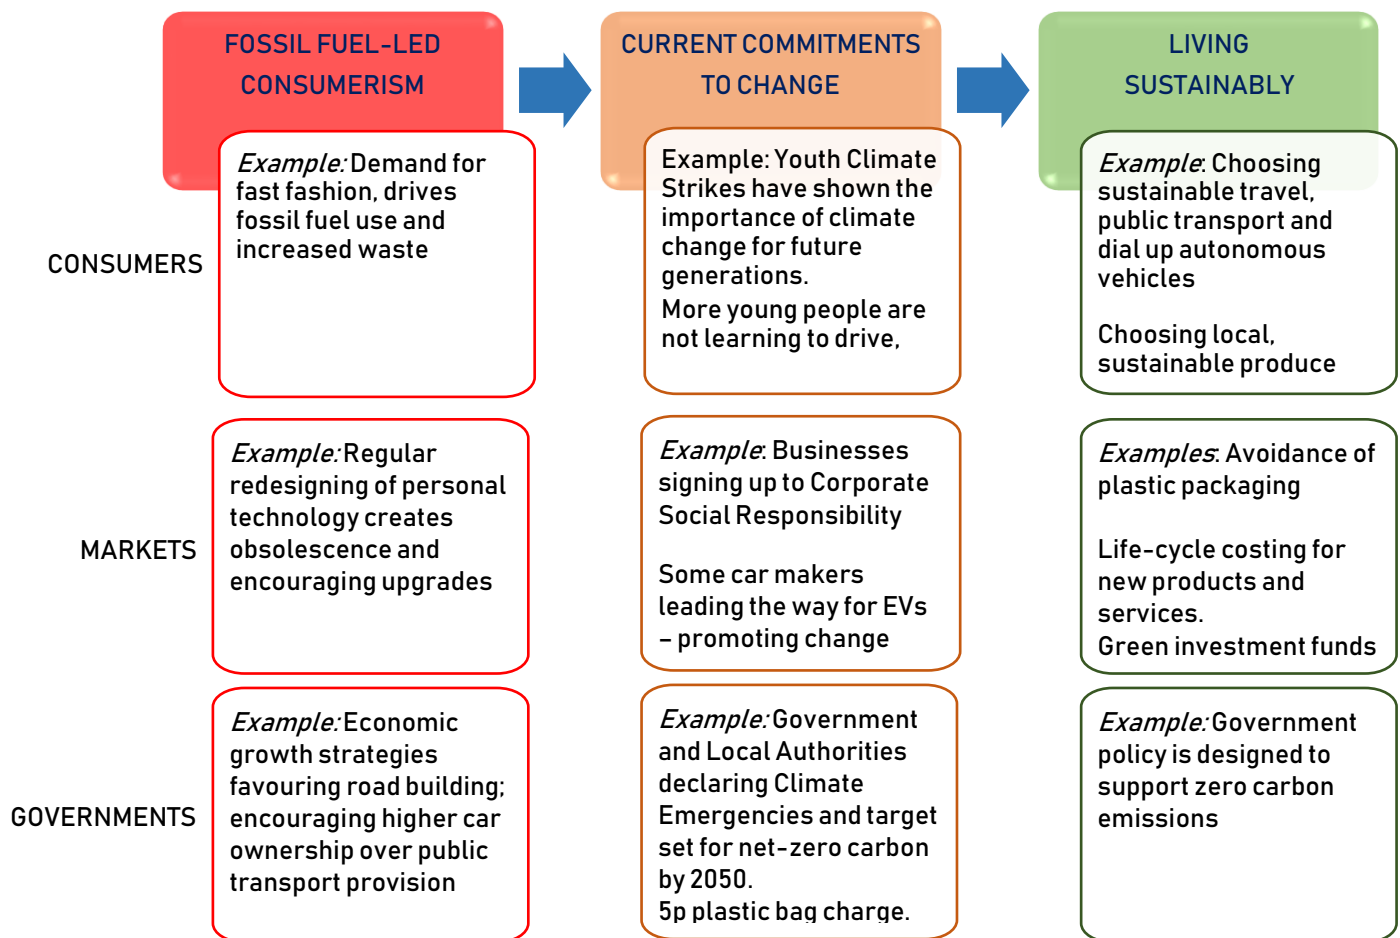 FOSSIL FUEL-LED
CONSUMERISM
CURRENT COMMITMENTS
TO CHANGE
LIVING
SUSTAINABLY
CONSUMERS
Example: Demand for
fast fashion, drives
fossil fuel use and
increased waste
Example: Youth Climate
Strikes have shown the
importance of climate
change for future
generations.
More young people are
not learning to drive,
Example: Choosing
sustainable travel,
public transport and
dial up autonomous
vehicles
Choosing local,
sustainable produce
MARKETS
Example: Regular
redesigning of personal
technology creates
obsolescence and
encouraging upgrades
Example: Businesses
signing up to Corporate
Social Responsibility
Some car makers
leading the way for EVs
– promoting change
Examples: Avoidance of
plastic packaging
Life-cycle costing for
new products and
services.
Green investment funds
GOVERNMENTS
Example: Economic
growth strategies
favouring road building;
encouraging higher car
ownership over public
transport provision
Example: Government
and Local Authorities
declaring Climate
Emergencies and target
set for net-zero carbon
by 2050.
5p plastic bag charge.
Example: Government
policy is designed to
support zero carbon
emissions